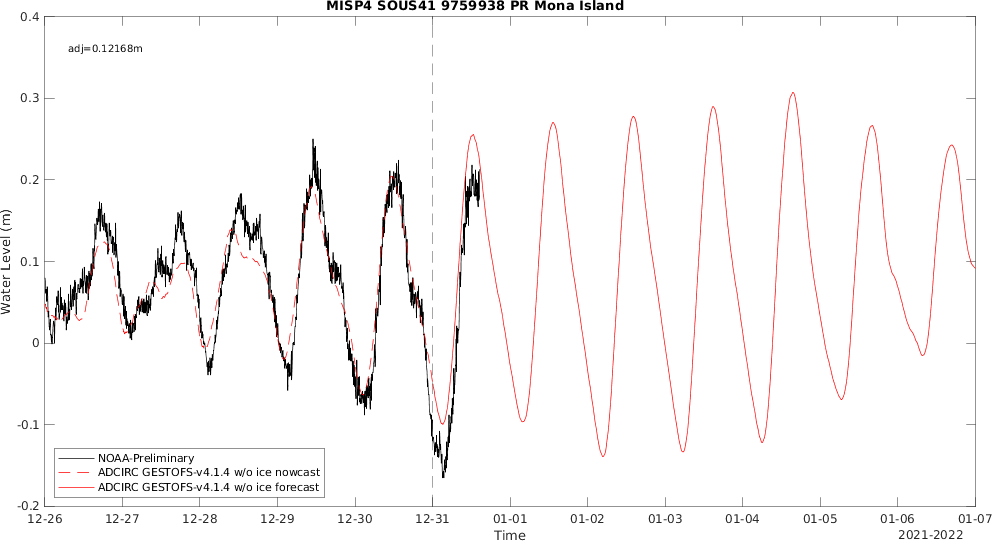 MISP4 SOUS41 9759938 PR Mona Island
adj=0.12168m
Water Level (m)
0.4
0.3
0.2
0.1
0
-0.1
-0.2
NOAA-Preliminary
ADCIRC GESTOFS-v4.1.4 w/o ice nowcast
ADCIRC GESTOFS-v4.1.4 w/o ice forecast
12-26 12-27 12-28 12-29 12-30 12-31 01-01 01-02 01-03 01-04 01-05 01-06 01-07
Time
2021-2022